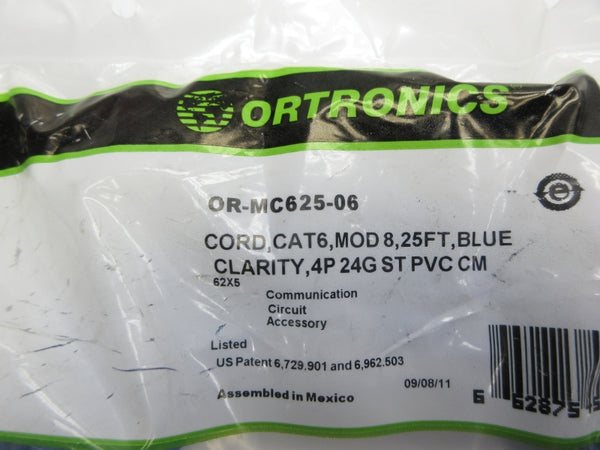 ORTRONICS
OR-MC625-06
e
CORD,CAT6,MOD 8,25FT,BLUE
CLARITY,4P 24G ST PVC CM
62X5
Communication
Circuit
Accessory
Listed
US Patent 6,729.901 and 6,962.503
Assembled in Mexico
09/08/11
6 62875